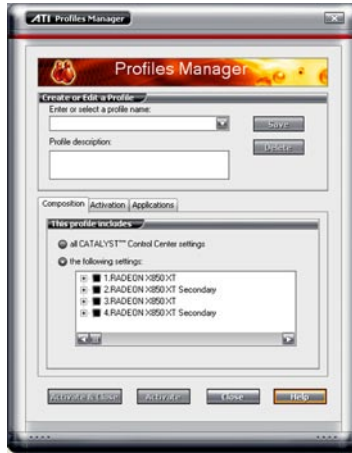 ATI Profiles Manager
Profiles Manager
Create or Edit a Profile
Enter or select a profile name:
Save
Profile description:
Delete
Composition Activation Applications
This profile includes
all CATALYST™ Control Center settings
the following settings:
1.RADEON X850 XT
2.RADEON X850 XT Secondary
3.RADEON X850 XT
4.RADEON X850 XT Secondary
Activate & Close Activate Close Help